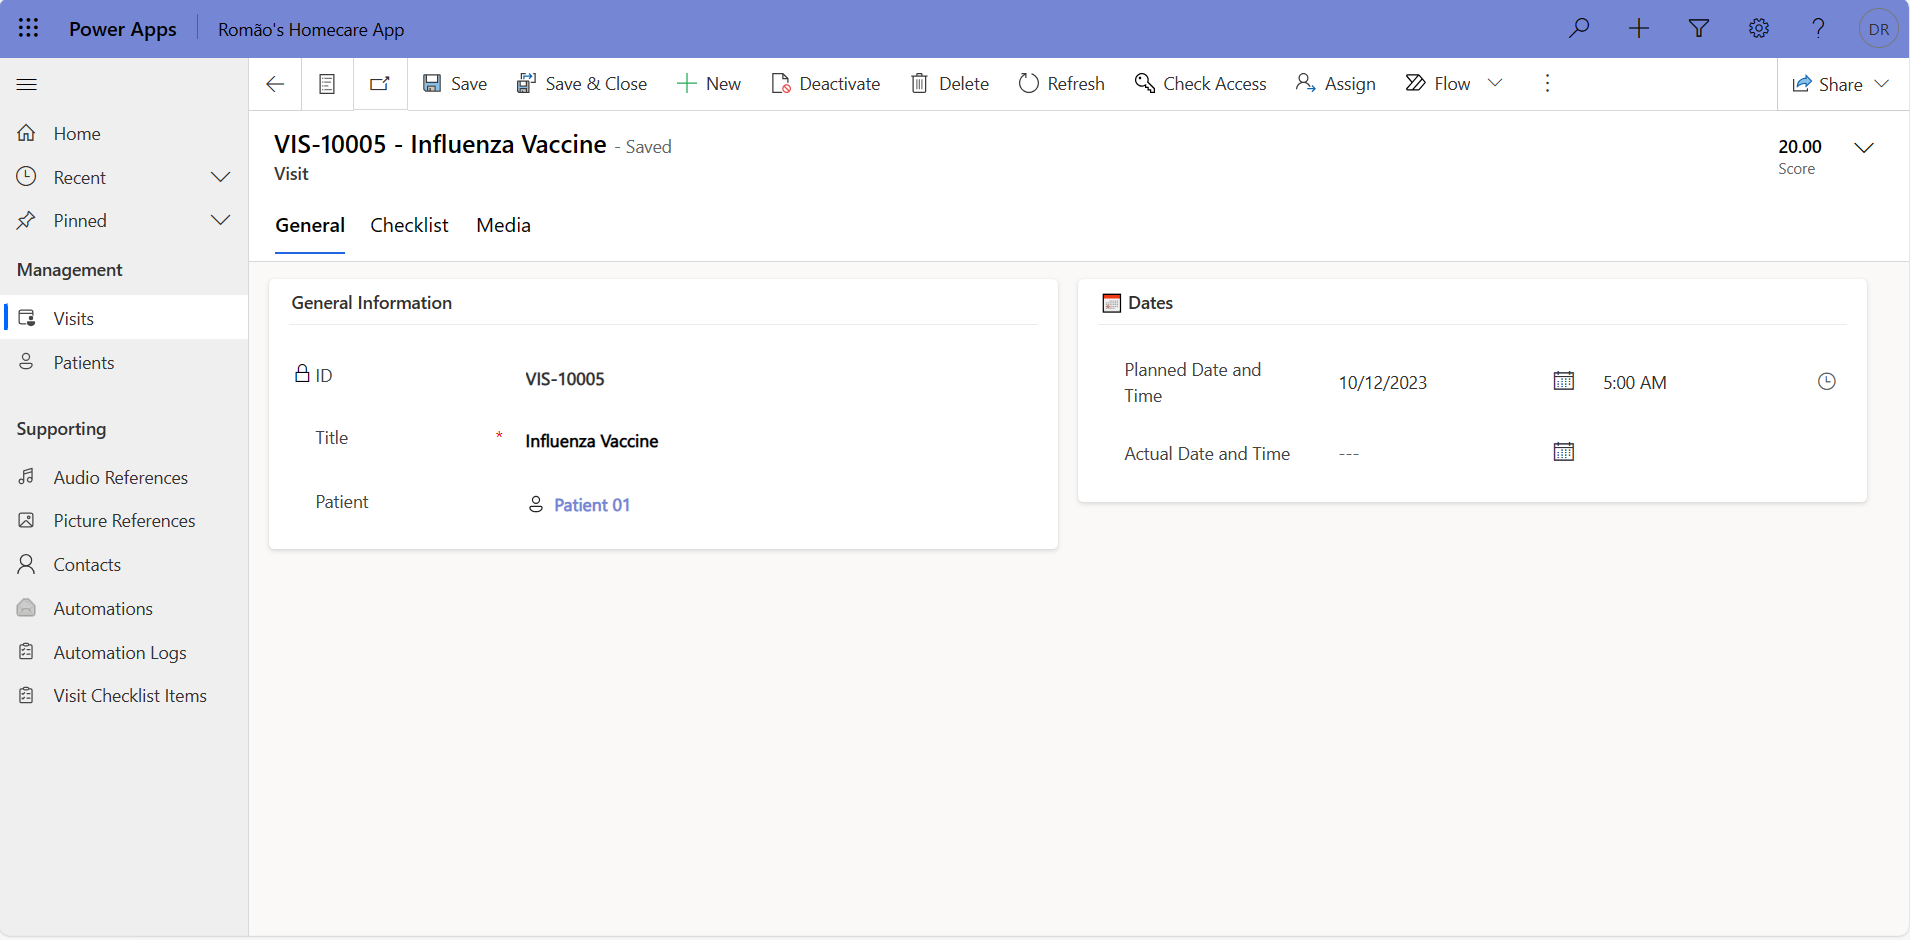 Power Apps
Romão's Homecare App
DR
Save
Save & Close
New
Deactivate
Delete
Refresh
Check Access
Assign
Flow
Share
Home
Recent
Pinned
Management
Visits
Patients
Supporting
Audio References
Picture References
Contacts
Automations
Automation Logs
Visit Checklist Items
VIS-10005 - Influenza Vaccine - Saved
Visit
20.00
Score
General Checklist Media
General Information
ID VIS-10005
Title * Influenza Vaccine
Patient Patient 01
Dates
Planned Date and
Time
10/12/2023 5:00 AM
Actual Date and Time ---